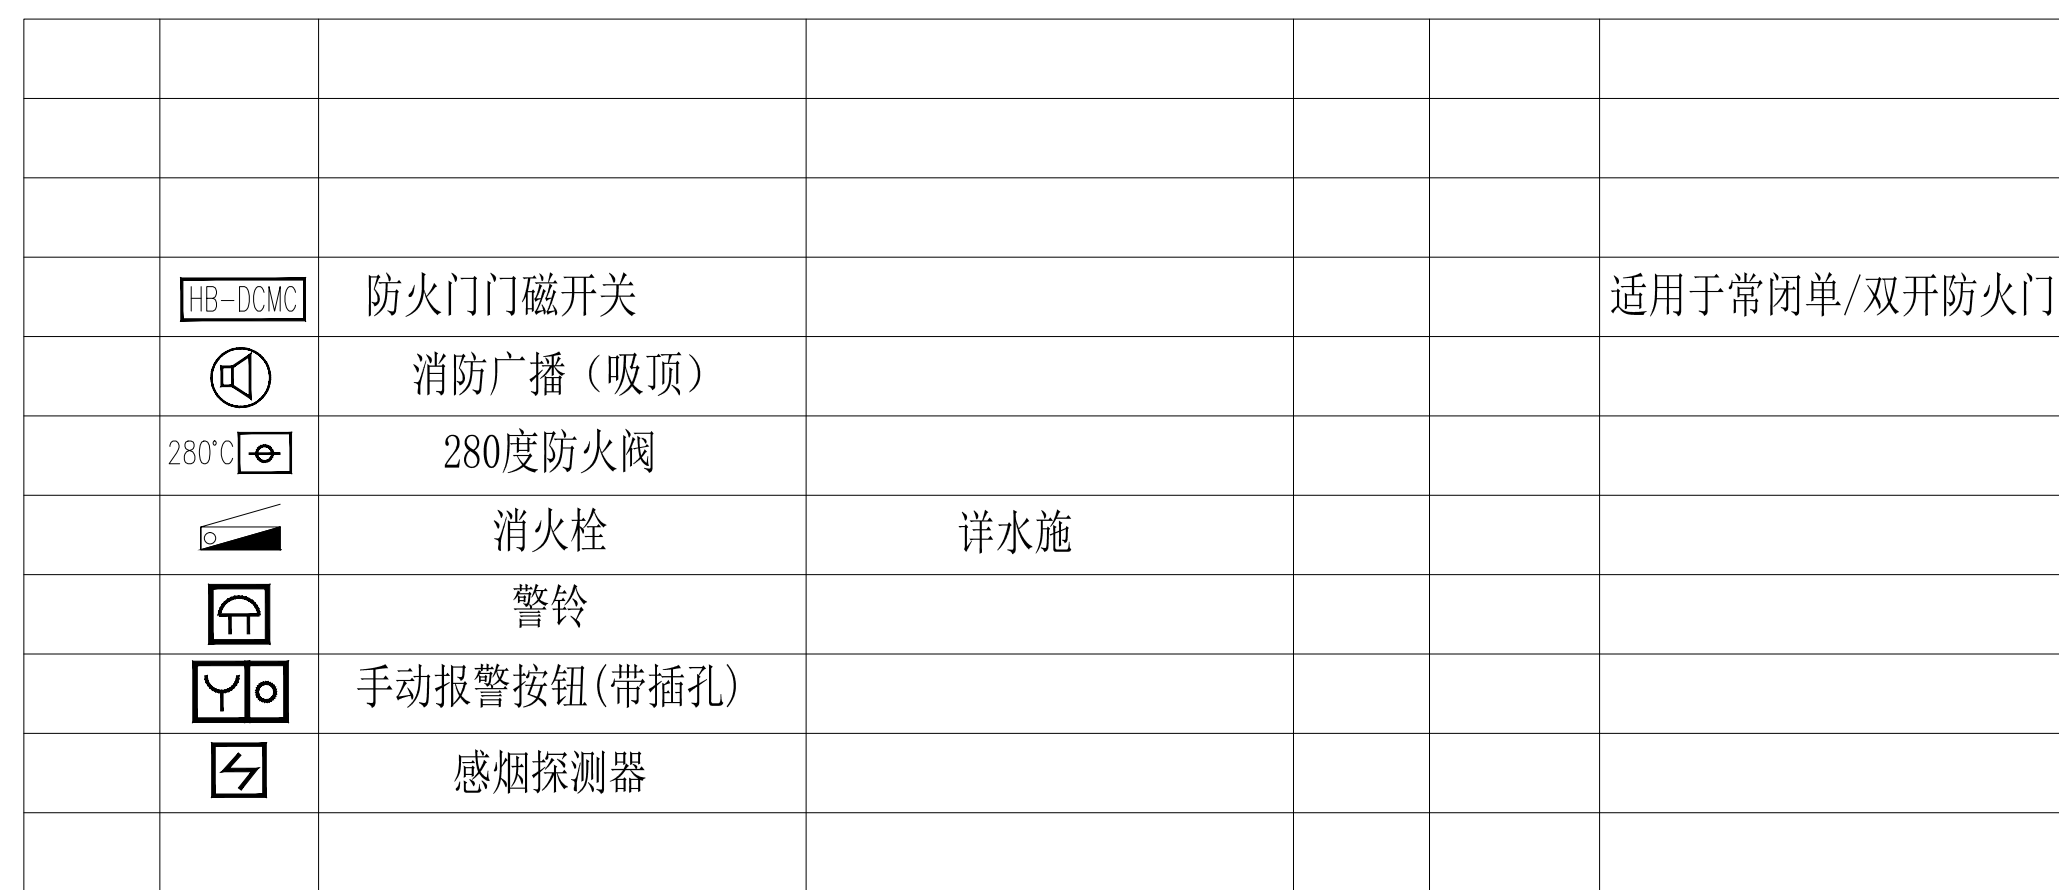 HB-DCMC 防火门门磁开关 适用于常闭单/双开防火门
消防广播（吸顶）
280°C 280度防火阀
消火栓 详水施
警铃
手动报警按钮(带插孔)
感烟探测器